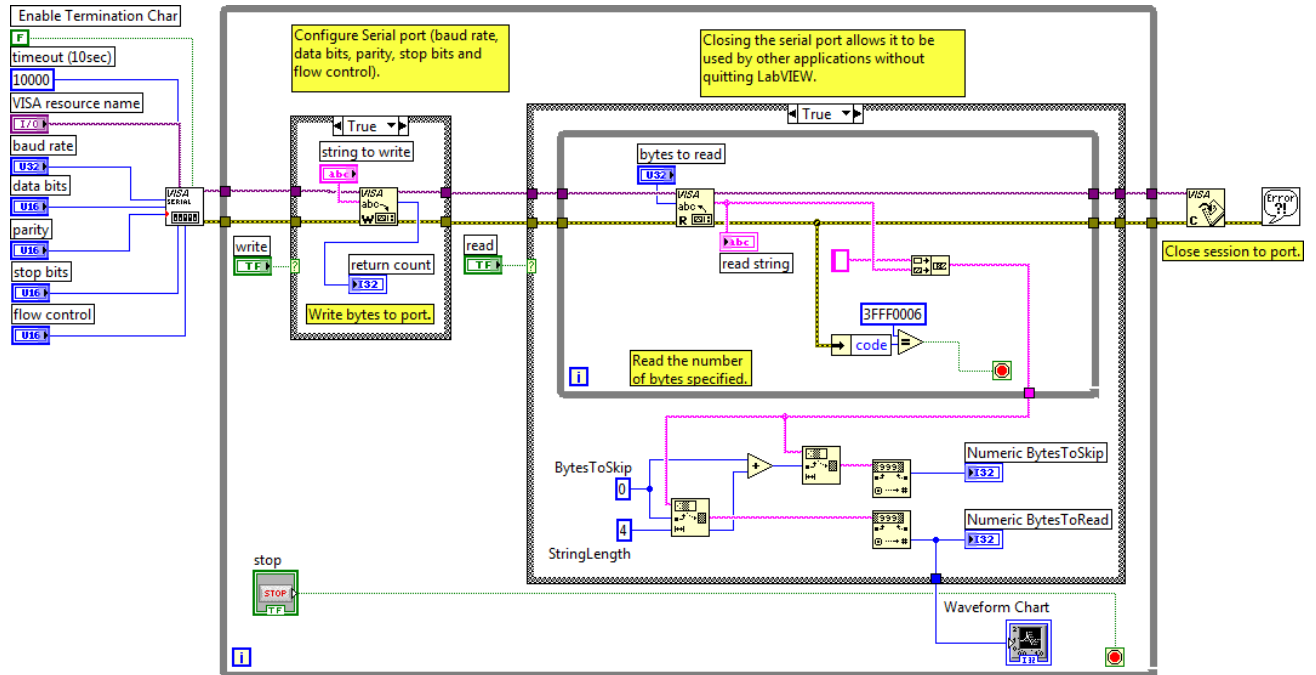 Enable Termination Char
F
timeout (10sec)
10000
VISA resource name
I/O
baud rate
U32
data bits
U16
parity
U16
stop bits
U16
flow control
U16
VISA
SERIAL
Configure Serial port (baud rate,
data bits, parity, stop bits and
flow control).
True
string to write
abc
VISA
abc
W
write
TF
?
return count
I32
Write bytes to port.
Closing the serial port allows it to be
used by other applications without
quitting LabVIEW.
True
read
TF
?
bytes to read
U32
VISA
abc
R
abc
read string
3FFF0006
code
=
Read the number
of bytes specified.
i
BytesToSkip
0
+
4
StringLength
999
Numeric BytesToSkip
I32
999
Numeric BytesToRead
I32
Waveform Chart
I32
stop
STOP
TF
i
VISA
C
Error
?!
Close session to port.